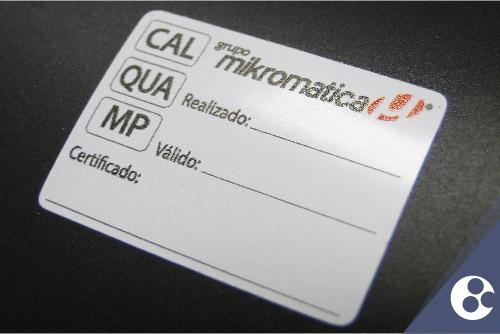 CAL
grupo
mikromatica ®
QUA
Realizado:
MP
Válido:
Certificado: